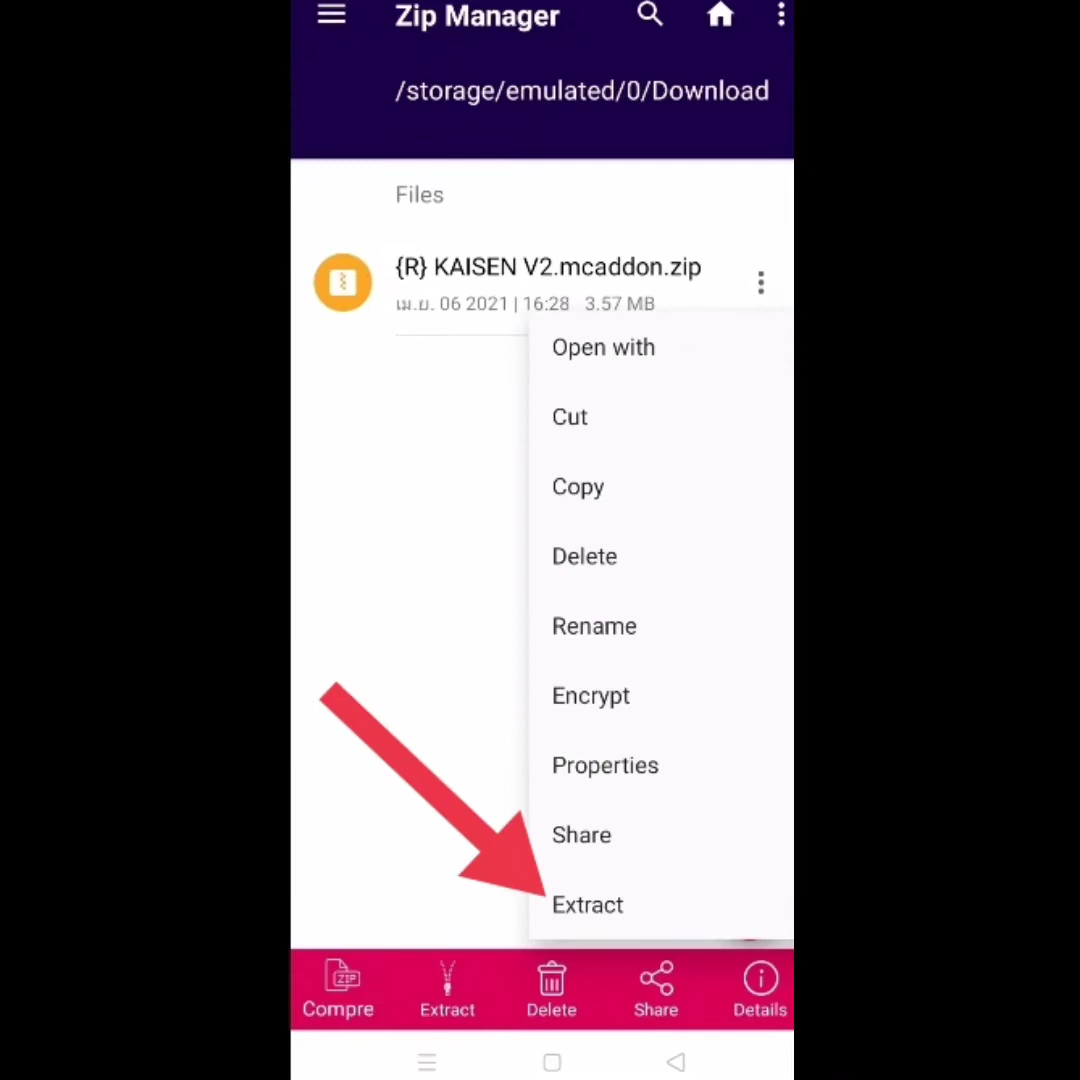 Zip Manager
/storage/emulated/0/Download
Files
{R} KAISEN V2.mcaddon.zip
เม.ย. 06 2021 | 16:28 3.57 MB
Open with
Cut
Copy
Delete
Rename
Encrypt
Properties
Share
Extract
ZIP
Compre Extract Delete Share Details